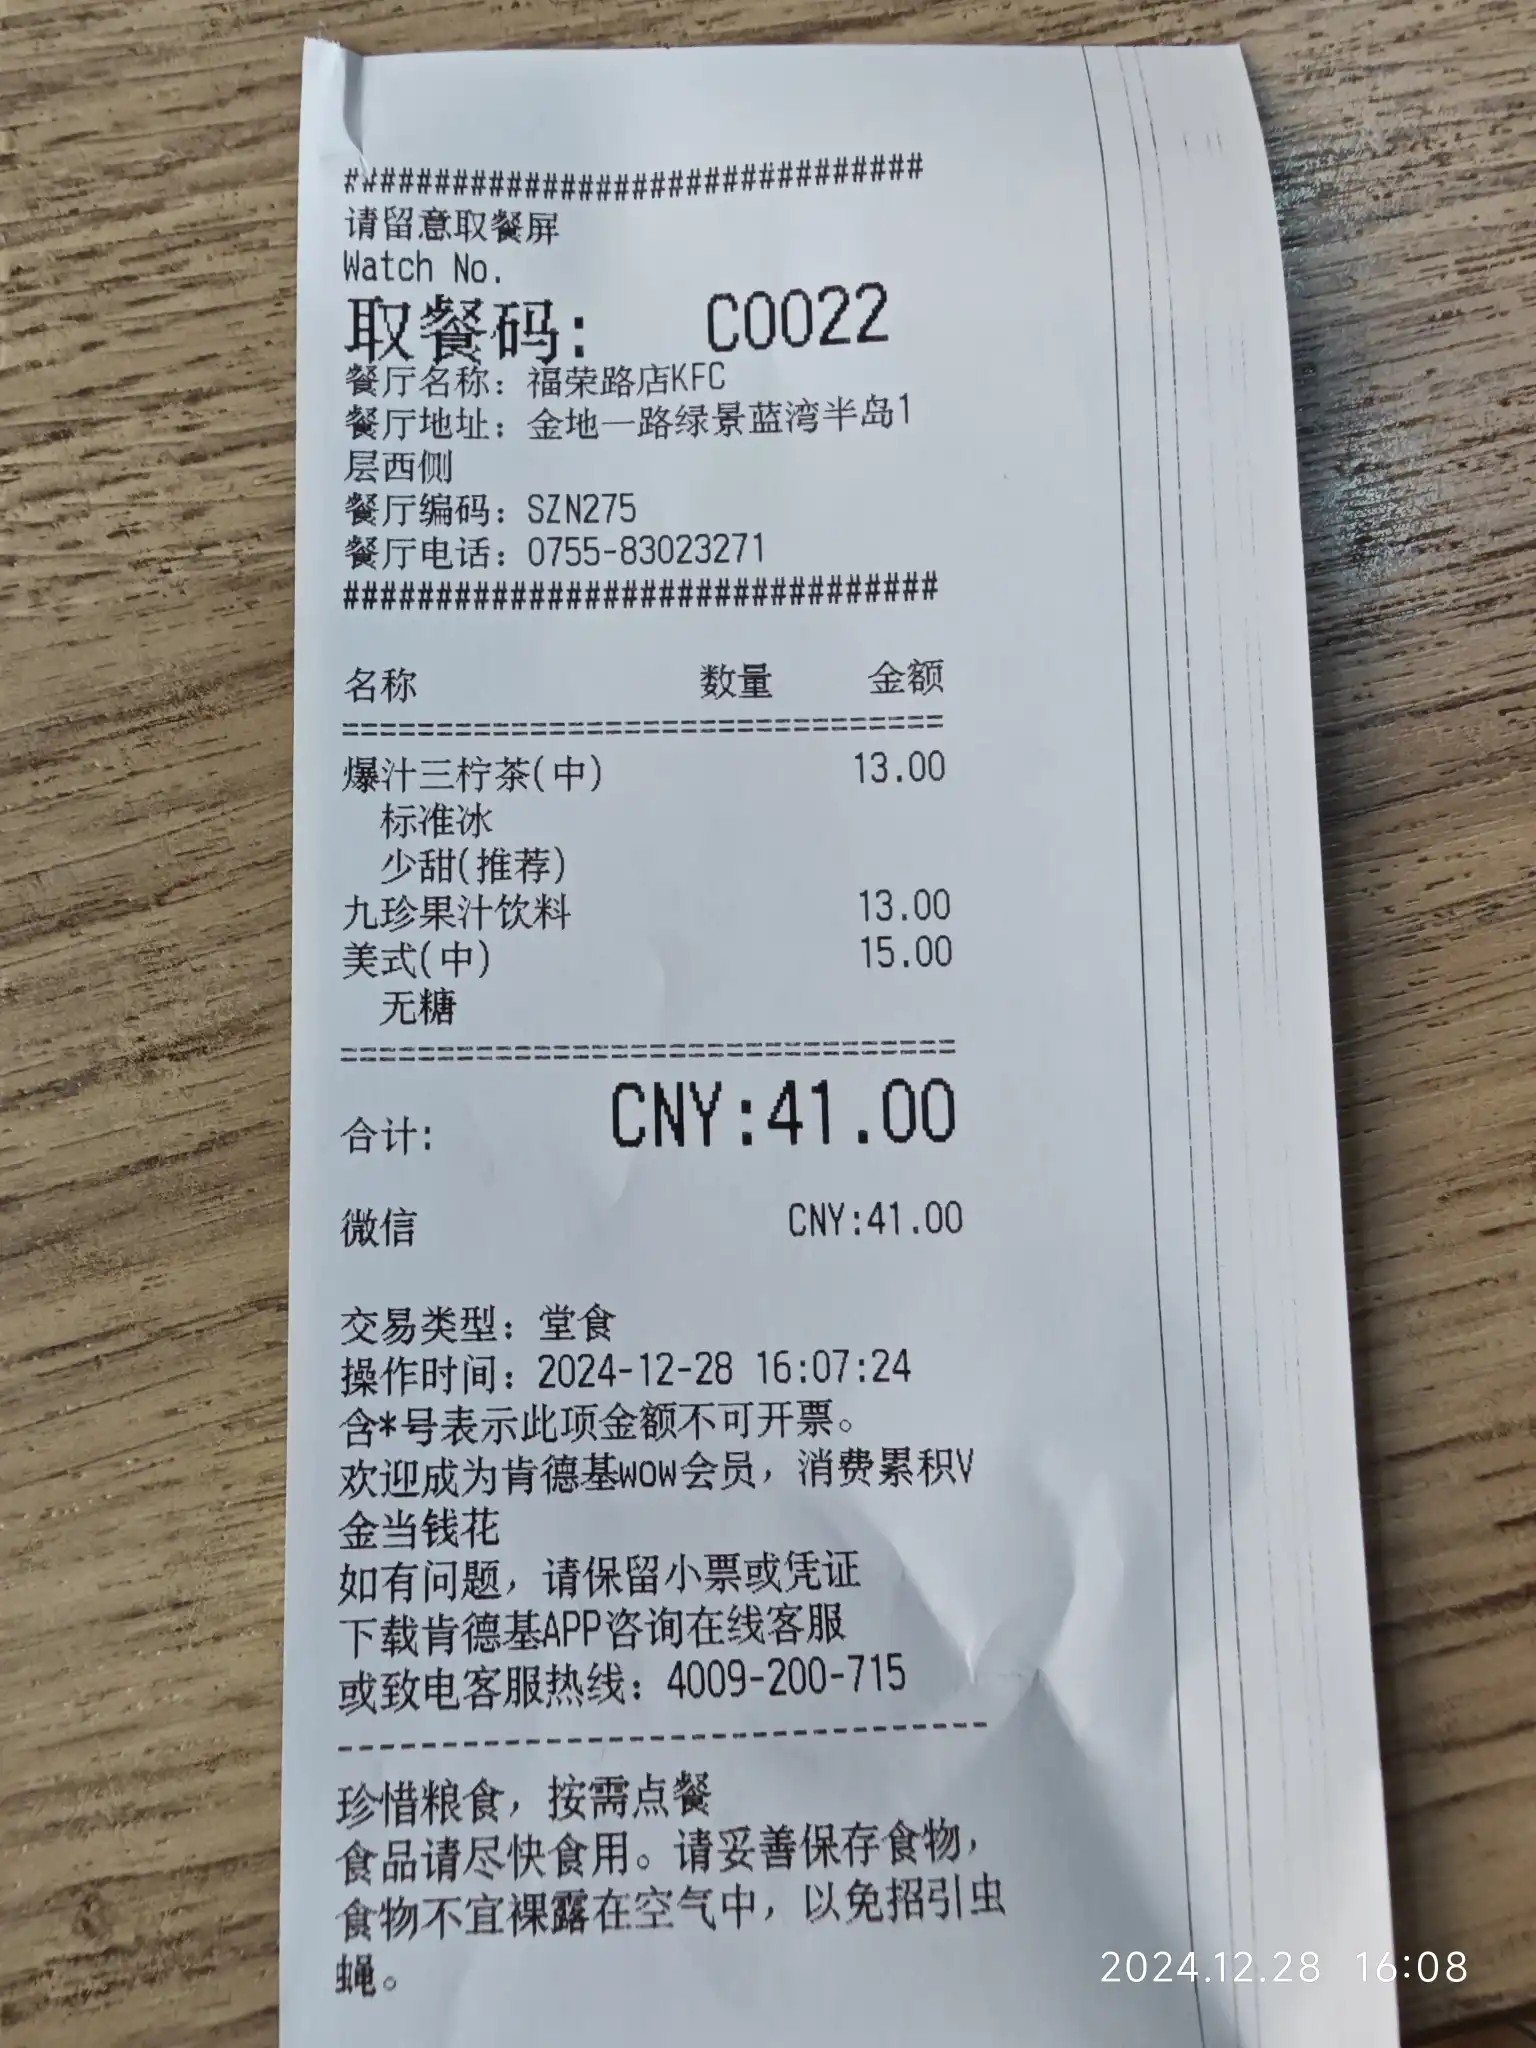 ################################
请留意取餐屏
Watch No.
取餐码: C0022
餐厅名称：福荣路店KFC
餐厅地址：金地一路绿景蓝湾半岛1
层西侧
餐厅编码：SZN275
餐厅电话：0755-83023271
################################
名称 数量 金额
================================
爆汁三柠茶(中) 13.00
标准冰
少甜(推荐)
九珍果汁饮料 13.00
美式(中) 15.00
无糖
================================
合计: CNY:41.00
微信 CNY:41.00
交易类型：堂食
操作时间：2024-12-28 16:07:24
含*号表示此项金额不可开票。
欢迎成为肯德基wow会员，消费累积V
金当钱花
如有问题，请保留小票或凭证
下载肯德基APP咨询在线客服
或致电客服热线：4009-200-715
--------------------------------
珍惜粮食，按需点餐
食品请尽快食用。请妥善保存食物，
食物不宜裸露在空气中，以免招引虫
蝇。
2024.12.28 16:08